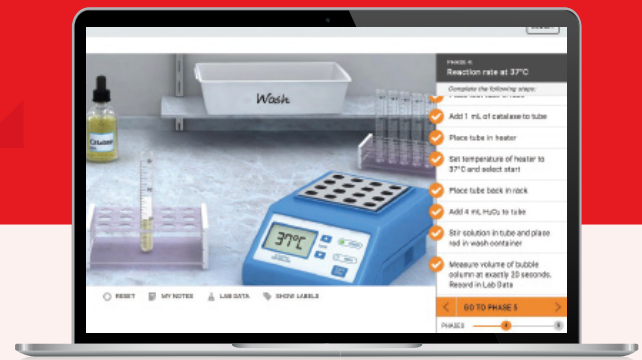 Wash
Catalase
37°C
PHASE 4:
Reaction rate at 37°C
Complete the following steps:
Add 1 mL of catalase to tube
Place tube in heater
Set temperature of heater to
37°C and select start
Place tube back in rack
Add 4 mL H₂O₂ to tube
Stir solution in tube and place
rod in wash container
Measure volume of bubble
column at exactly 20 seconds.
Record in Lab Data
RESET
MY NOTES
LAB DATA
SHOW LABELS
GO TO PHASE 5
PHASES
4
5